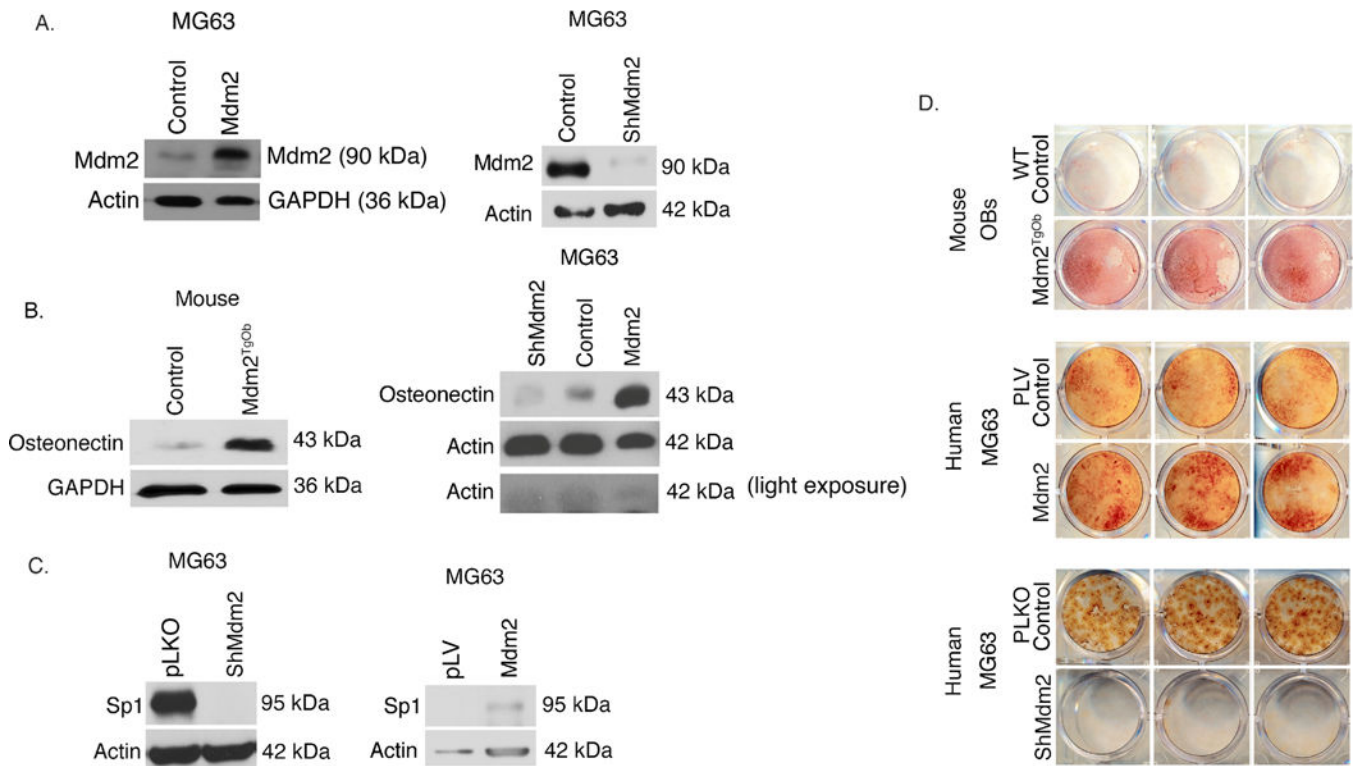 A.
MG63
Control
Mdm2
Mdm2
Mdm2 (90 kDa)
Actin
GAPDH (36 kDa)
MG63
Control
ShMdm2
Mdm2
90 kDa
Actin
42 kDa
B.
Mouse
Control
Mdm2TgOb
Osteonectin
43 kDa
GAPDH
36 kDa
MG63
ShMdm2
Control
Mdm2
Osteonectin
43 kDa
Actin
42 kDa
Actin
42 kDa
(light exposure)
C.
MG63
pLKO
ShMdm2
Sp1
95 kDa
Actin
42 kDa
MG63
pLV
Mdm2
Sp1
95 kDa
Actin
42 kDa
D.
Mouse
OBs
WT
Control
Mdm2TgOb
Human
MG63
PLV
Control
Mdm2
Human
MG63
PLKO
Control
ShMdm2